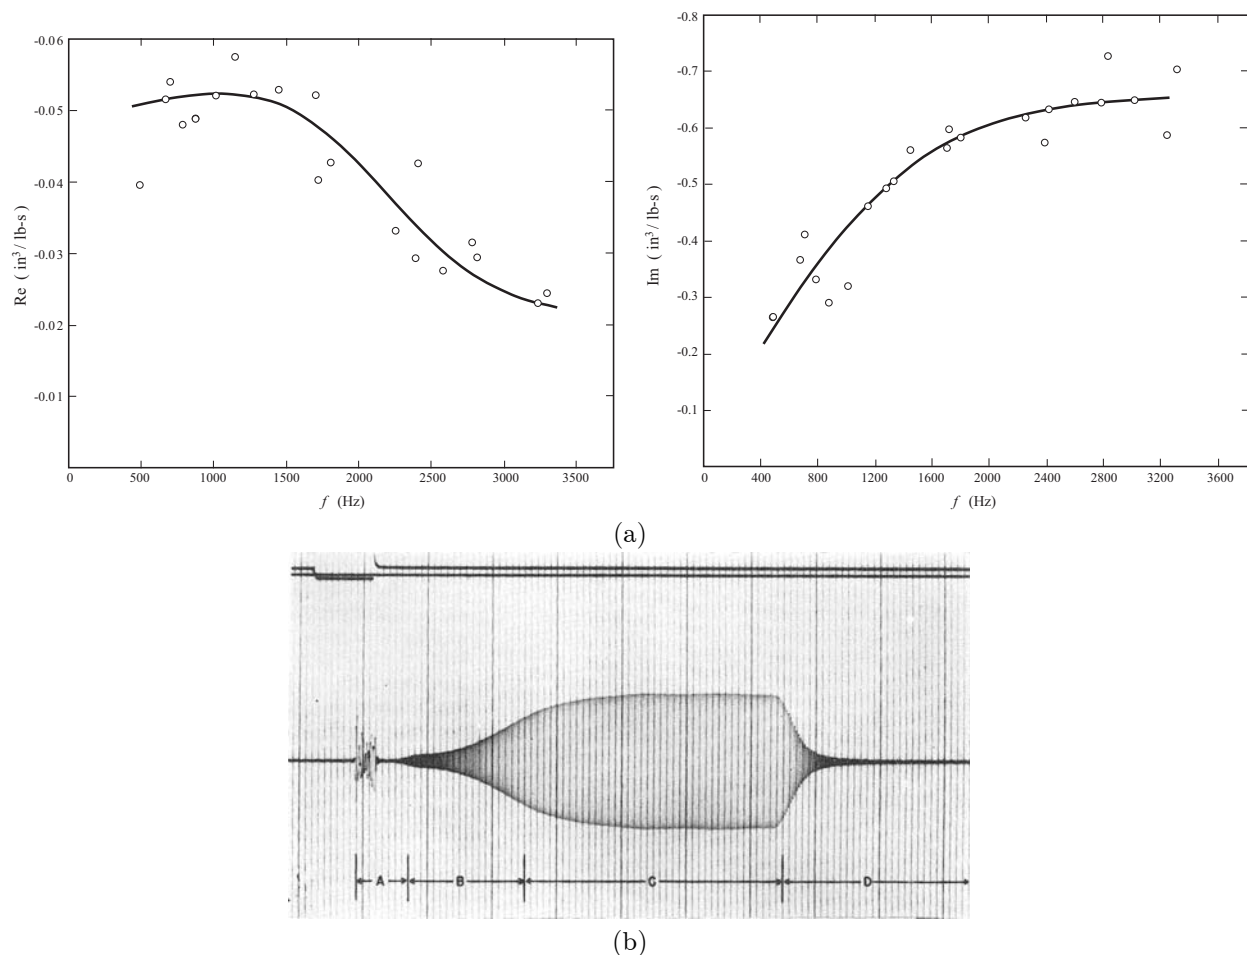 -0.06
-0.05
-0.04
-0.03
-0.02
-0.01
Re ( in³ / lb-s )
0 500 1000 1500 2000 2500 3000 3500
f (Hz)
-0.8
-0.7
-0.6
-0.5
-0.4
-0.3
-0.2
-0.1
Im ( in³ / lb-s )
0 400 800 1200 1600 2000 2400 2800 3200 3600
f (Hz)
(a)
A B C D
(b)